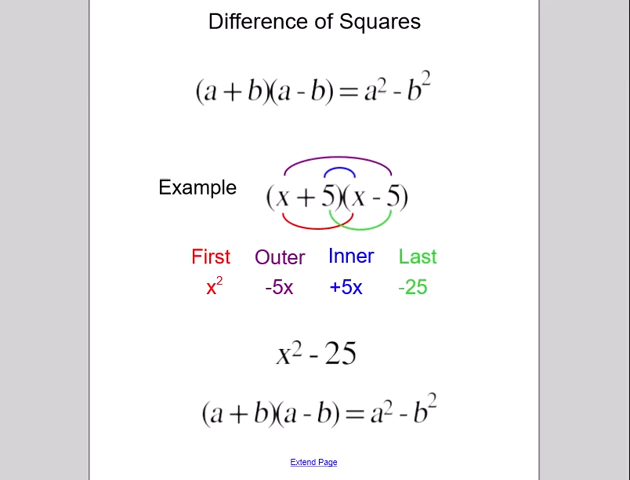 Difference of Squares
(a + b)(a - b) = a² - b²
Example (x + 5)(x - 5)
First Outer Inner Last
x² -5x +5x -25
x² - 25
(a + b)(a - b) = a² - b²
Extend Page